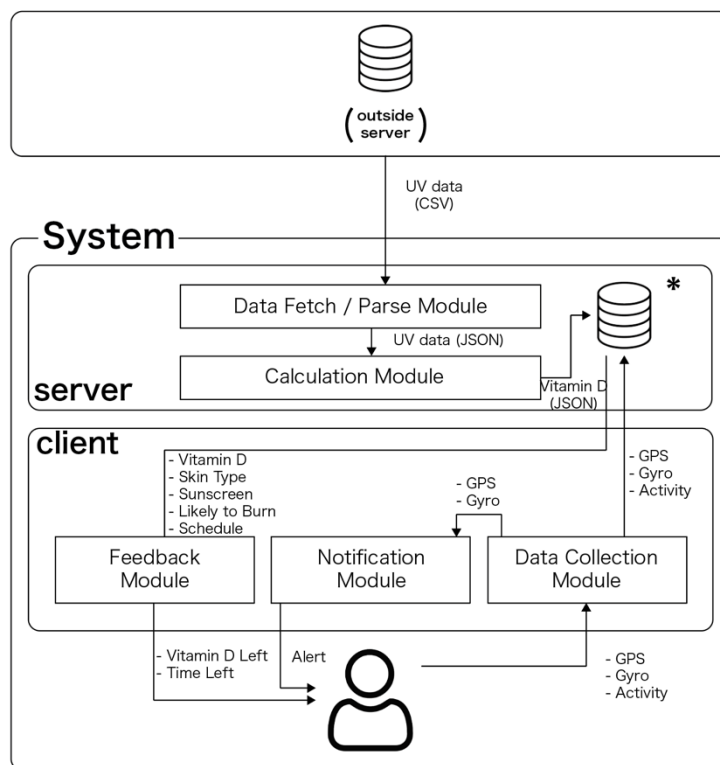 (outside
server)
UV data
(CSV)
System
Data Fetch / Parse Module
*
UV data (JSON)
Calculation Module
Vitamin D
(JSON)
server
client
- Vitamin D
- Skin Type
- Sunscreen
- Likely to Burn
- Schedule
- GPS
- Gyro
- GPS
- Gyro
- Activity
Feedback
Module
Notification
Module
Data Collection
Module
- Vitamin D Left
- Time Left
Alert
- GPS
- Gyro
- Activity